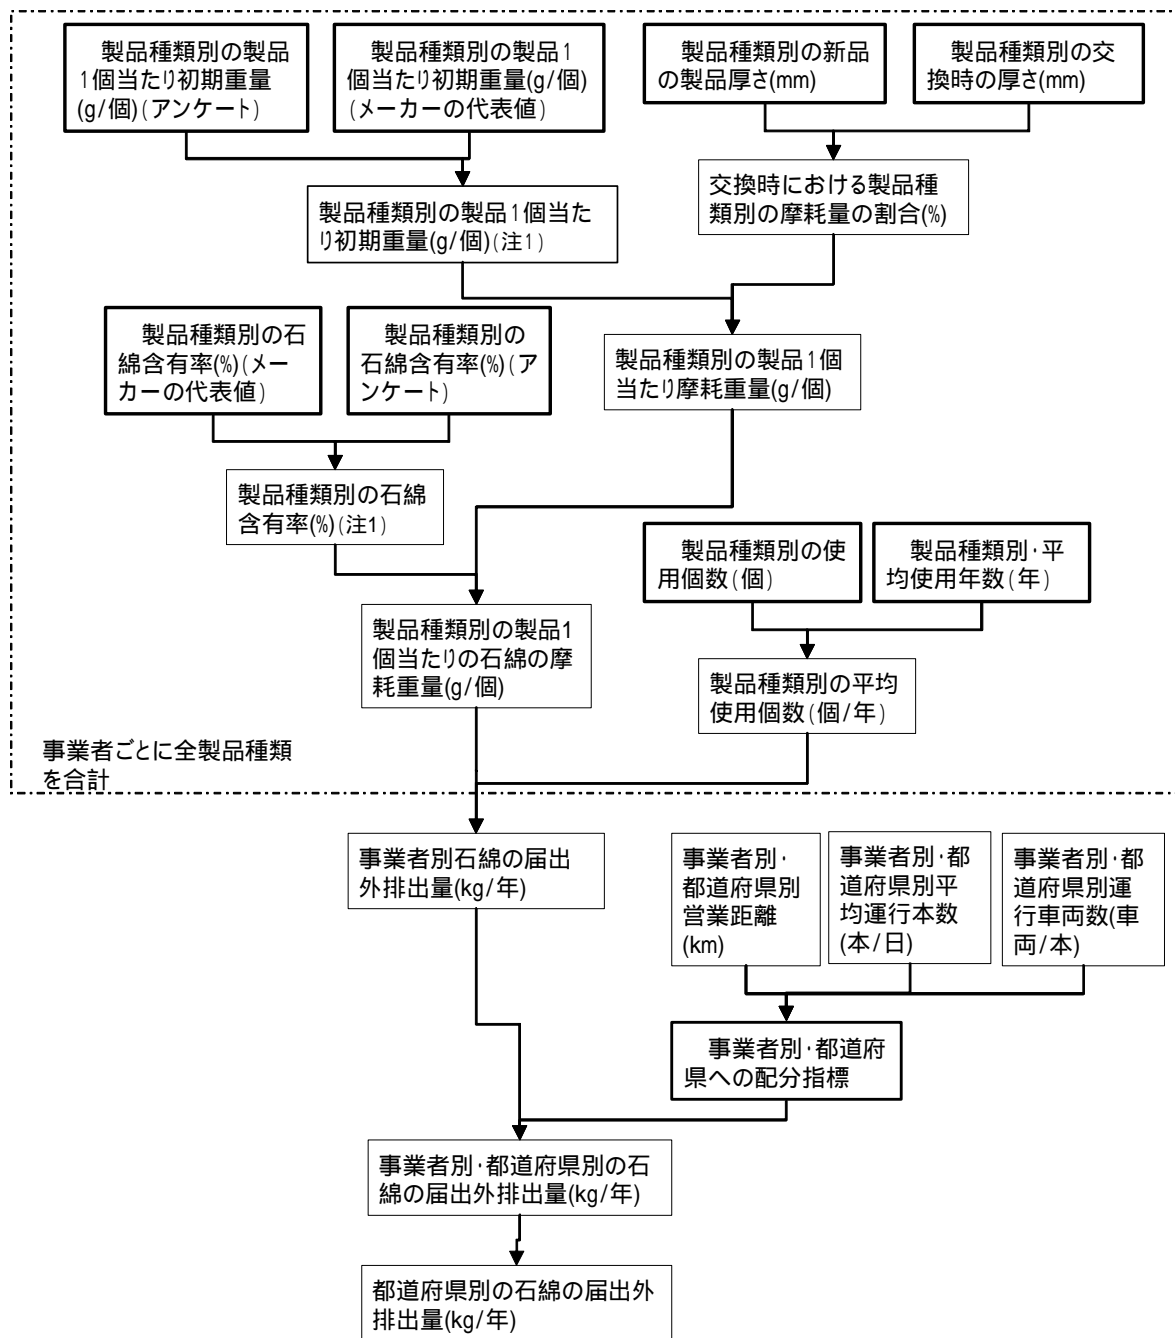 製品種類別の製品
1個当たり初期重量
(g/個)(アンケート)
製品種類別の製品1
個当たり初期重量(g/個)
(メーカーの代表値)
製品種類別の新品
の製品厚さ(mm)
製品種類別の交
換時の厚さ(mm)
製品種類別の製品1個当た
り初期重量(g/個)(注1)
交換時における製品種
類別の摩耗量の割合(%)
製品種類別の石
綿含有率(%)(メー
カーの代表値)
製品種類別の
石綿含有率(%)(ア
ンケート)
製品種類別の製品1個
当たり摩耗重量(g/個)
製品種類別の石綿
含有率(%)(注1)
製品種類別の使
用個数(個)
製品種類別・平
均使用年数(年)
製品種類別の製品1
個当たりの石綿の摩
耗重量(g/個)
製品種類別の平均
使用個数(個/年)
事業者ごとに全製品種類
を合計
事業者別石綿の届出
外排出量(kg/年)
事業者別・
都道府県別
営業距離
(km)
事業者別・都
道府県別平
均運行本数
(本/日)
事業者別・都
道府県別運
行車両数(車
両/本)
事業者別・都道府
県への配分指標
事業者別・都道府県別の石
綿の届出外排出量(kg/年)
都道府県別の石綿の届出外
排出量(kg/年)